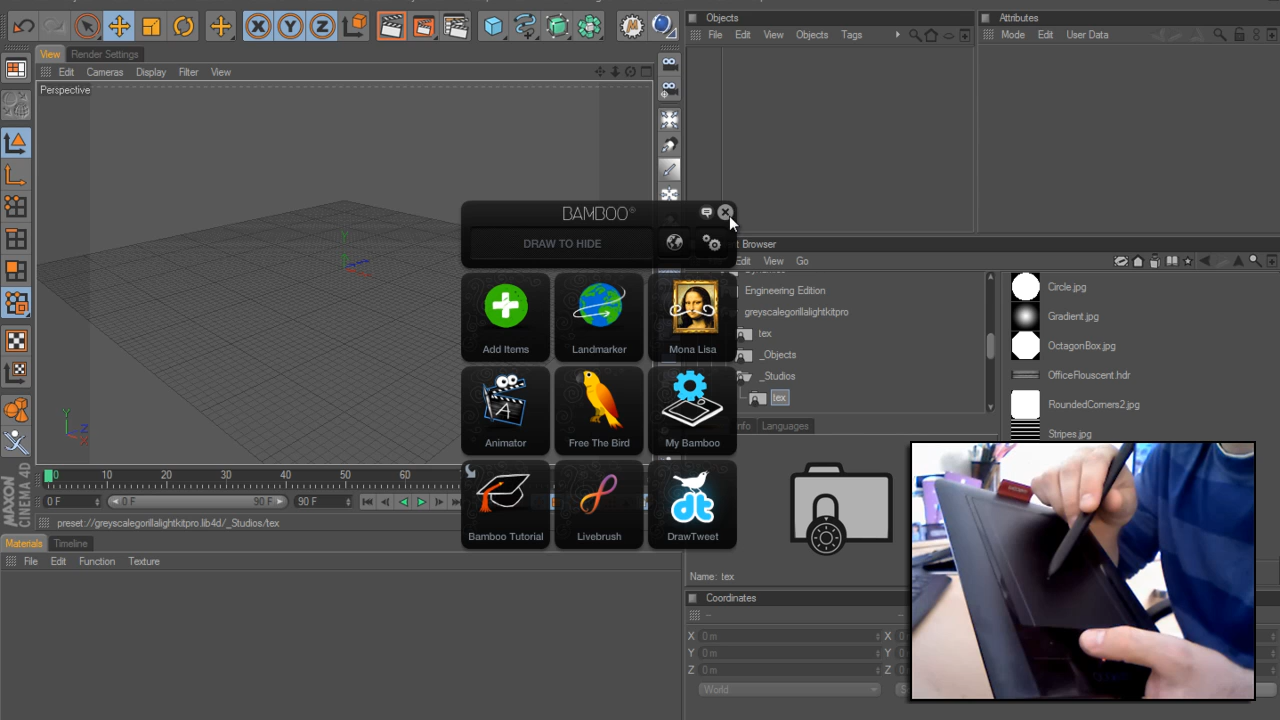 Objects
Attributes
File Edit View Objects Tags
Mode Edit User Data
View Render Settings
Edit Cameras Display Filter View
Perspective
Y
Y
Z
BAMBOO®
DRAW TO HIDE
Add Items Landmarker Mona Lisa
Animator Free The Bird My Bamboo
Bamboo Tutorial Livebrush DrawTweet
Browser
Edit View Go
Engineering Edition
greyscalegorillalightkitpro
tex
_Objects
_Studios
tex
Languages
Circle.jpg
Gradient.jpg
OctagonBox.jpg
OfficeFlouscent.hdr
RoundedCorners2.jpg
Stripes.jpg
Name: tex
Coordinates
X 0 m X
Y 0 m Y
Z 0 m Z
World
0 10 20 30 40 50 60
0 F 0 F 90 F 90 F
preset://greyscalegorillalightkitpro.lib4d/_Studios/tex
Materials Timeline
File Edit Function Texture
MAXON
CINEMA 4D